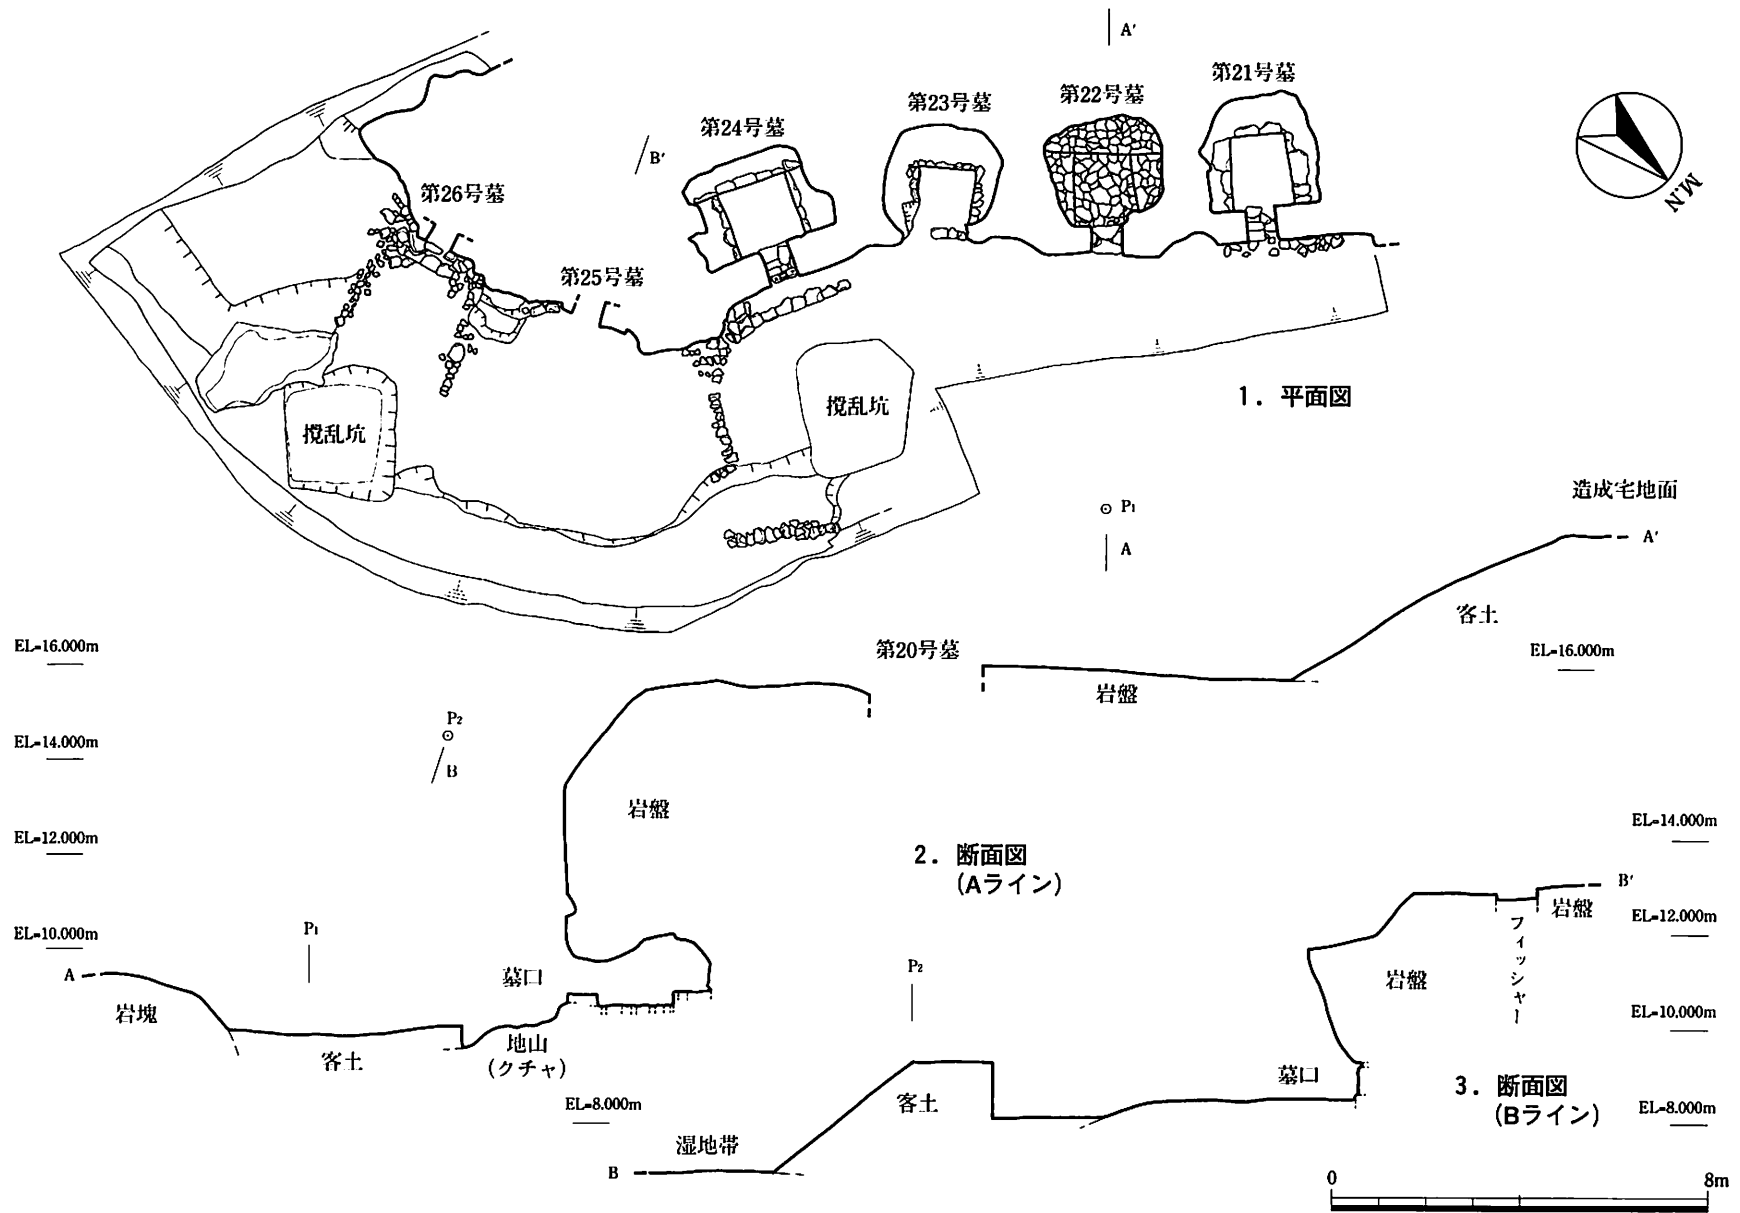 A′
第21号墓
第22号墓
第23号墓
第24号墓
B′
第26号墓
第25号墓
M.N
1. 平面図
攪乱坑
攪乱坑
造成宅地面
P1
A
A′
客土
EL=16.000m
第20号墓
EL=16.000m
岩盤
P2
B
EL=14.000m
岩盤
EL=14.000m
EL=12.000m
2. 断面図
(Aライン)
B′
岩盤
EL=12.000m
フィッシャー
EL=10.000m
P1
A
墓口
P2
岩盤
岩塊
EL=10.000m
地山
(クチャ)
客土
墓口
3. 断面図
(Bライン)
EL=8.000m
客土
EL=8.000m
湿地帯
B
0 8m